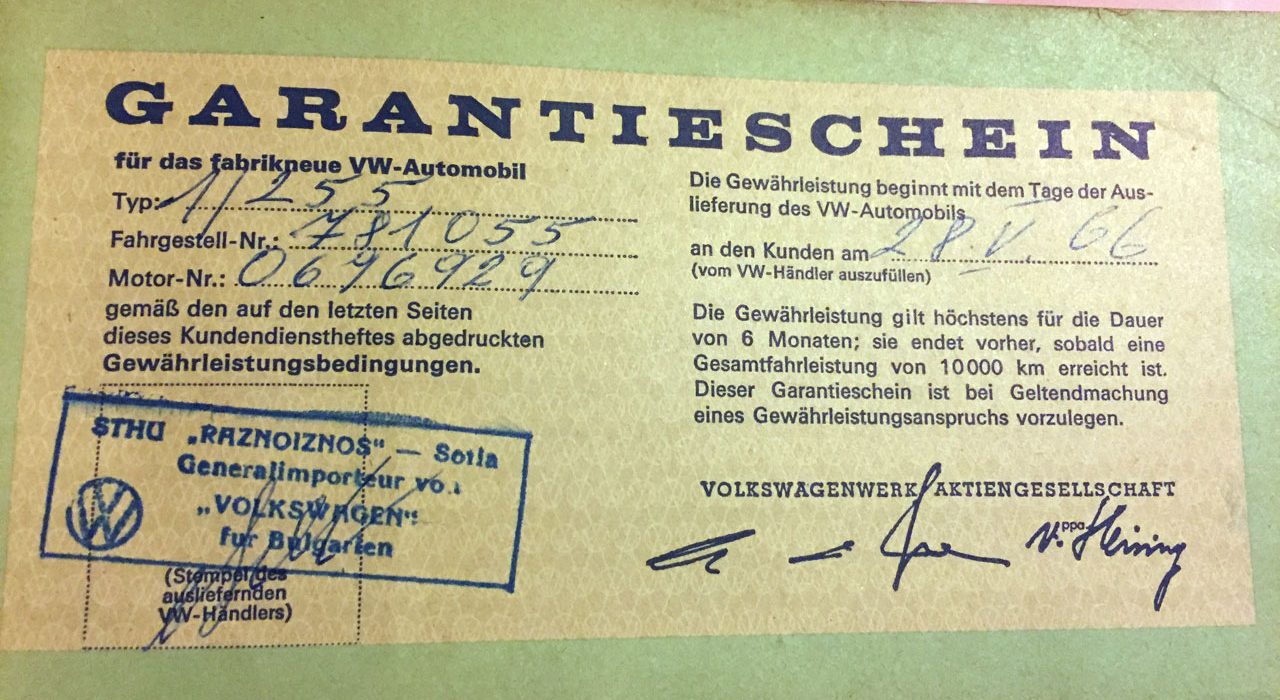 GARANTIESCHEIN
für das fabrikneue VW-Automobil
Typ: 1/255
Fahrgestell-Nr.: 781055
Motor-Nr.: 0696929
gemäß den auf den letzten Seiten
dieses Kundendienstheftes abgedruckten
Gewährleistungsbedingungen.
STHU „RAZNOIZNOS" — Sofia
Generalimporteur von
„VOLKSWAGEN"
fur Bulgarien
(Stempel des
ausliefernden
VW-Händlers)
Die Gewährleistung beginnt mit dem Tage der Aus-
lieferung des VW-Automobils
an den Kunden am 28.V.66
(vom VW-Händler auszufüllen)
Die Gewährleistung gilt höchstens für die Dauer
von 6 Monaten; sie endet vorher, sobald eine
Gesamtfahrleistung von 10000 km erreicht ist.
Dieser Garantieschein ist bei Geltendmachung
eines Gewährleistungsanspruchs vorzulegen.
VOLKSWAGENWERK AKTIENGESELLSCHAFT
ppa